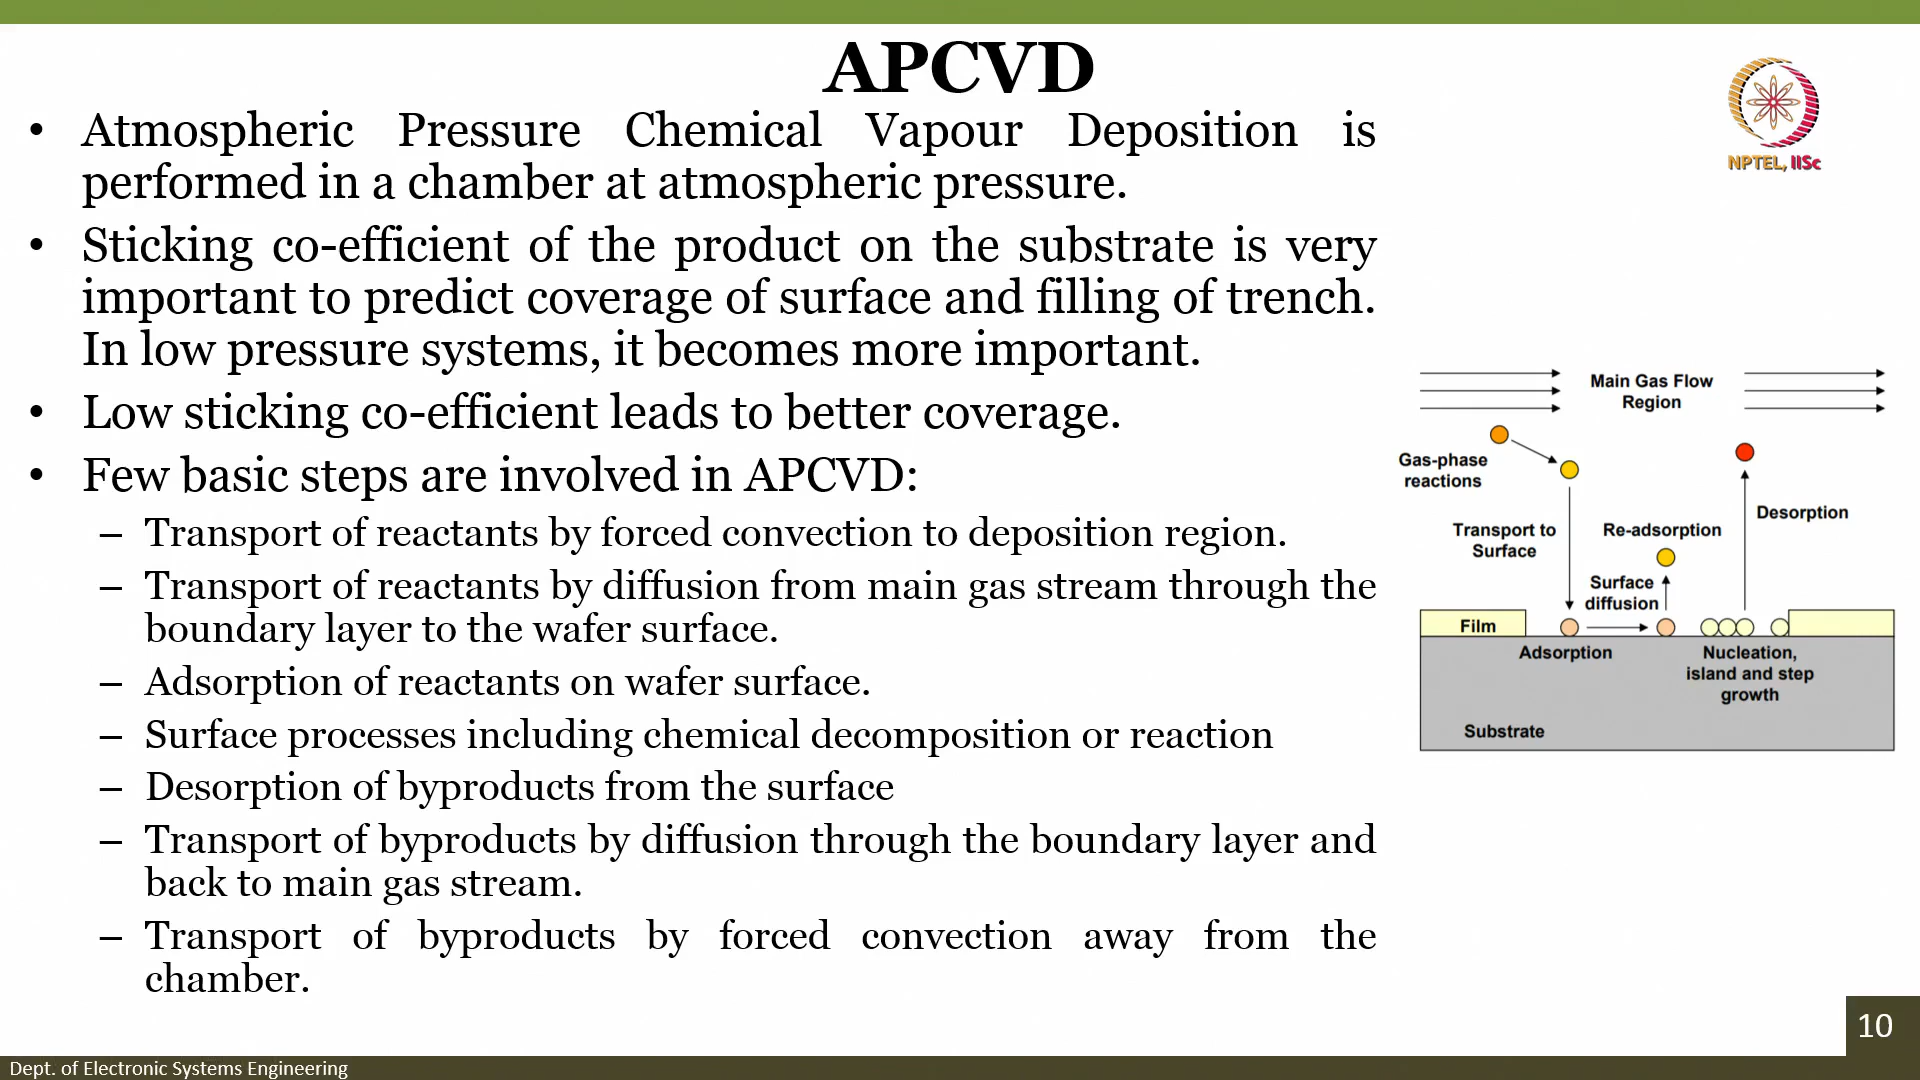 APCVD
NPTEL, IISc
• Atmospheric Pressure Chemical Vapour Deposition is
performed in a chamber at atmospheric pressure.
• Sticking co-efficient of the product on the substrate is very
important to predict coverage of surface and filling of trench.
In low pressure systems, it becomes more important.
• Low sticking co-efficient leads to better coverage.
• Few basic steps are involved in APCVD:
– Transport of reactants by forced convection to deposition region.
– Transport of reactants by diffusion from main gas stream through the
boundary layer to the wafer surface.
– Adsorption of reactants on wafer surface.
– Surface processes including chemical decomposition or reaction
– Desorption of byproducts from the surface
– Transport of byproducts by diffusion through the boundary layer and
back to main gas stream.
– Transport of byproducts by forced convection away from the
chamber.
Main Gas Flow
Region
Gas-phase
reactions
Transport to
Surface
Re-adsorption
Desorption
Surface
diffusion
Film
Adsorption
Nucleation,
island and step
growth
Substrate
10
Dept. of Electronic Systems Engineering